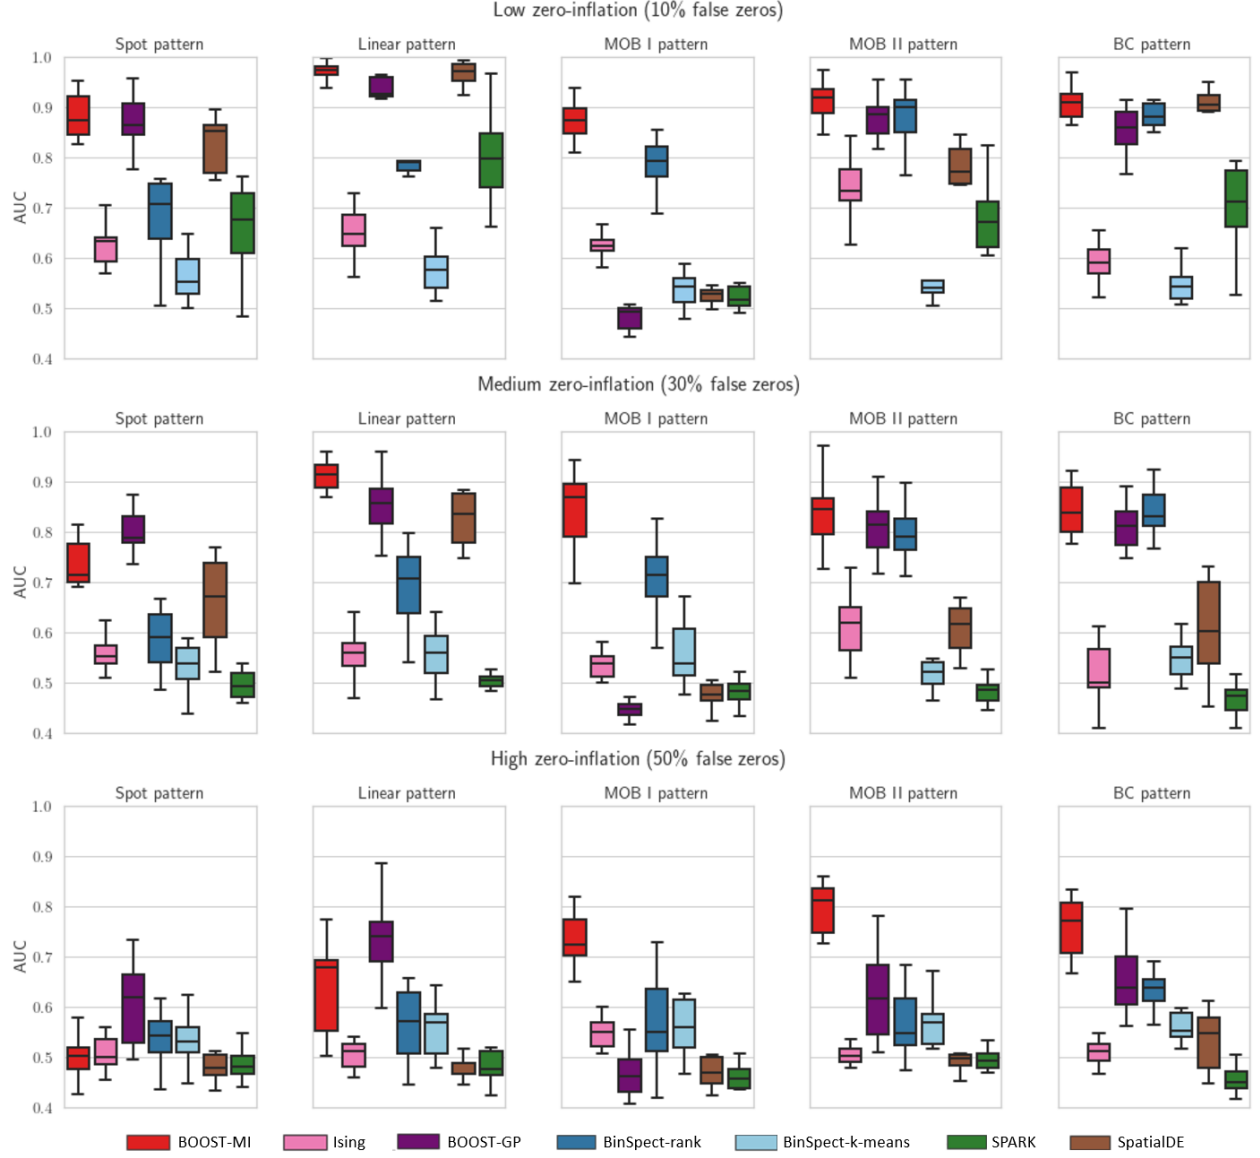 Low zero-inflation (10% false zeros)
Spot pattern
Linear pattern
MOB I pattern
MOB II pattern
BC pattern
1.0
0.9
0.8
0.7
0.6
0.5
0.4
AUC
Medium zero-inflation (30% false zeros)
Spot pattern
Linear pattern
MOB I pattern
MOB II pattern
BC pattern
1.0
0.9
0.8
0.7
0.6
0.5
0.4
AUC
High zero-inflation (50% false zeros)
Spot pattern
Linear pattern
MOB I pattern
MOB II pattern
BC pattern
1.0
0.9
0.8
0.7
0.6
0.5
0.4
AUC
BOOST-MI
Ising
BOOST-GP
BinSpect-rank
BinSpect-k-means
SPARK
SpatialDE